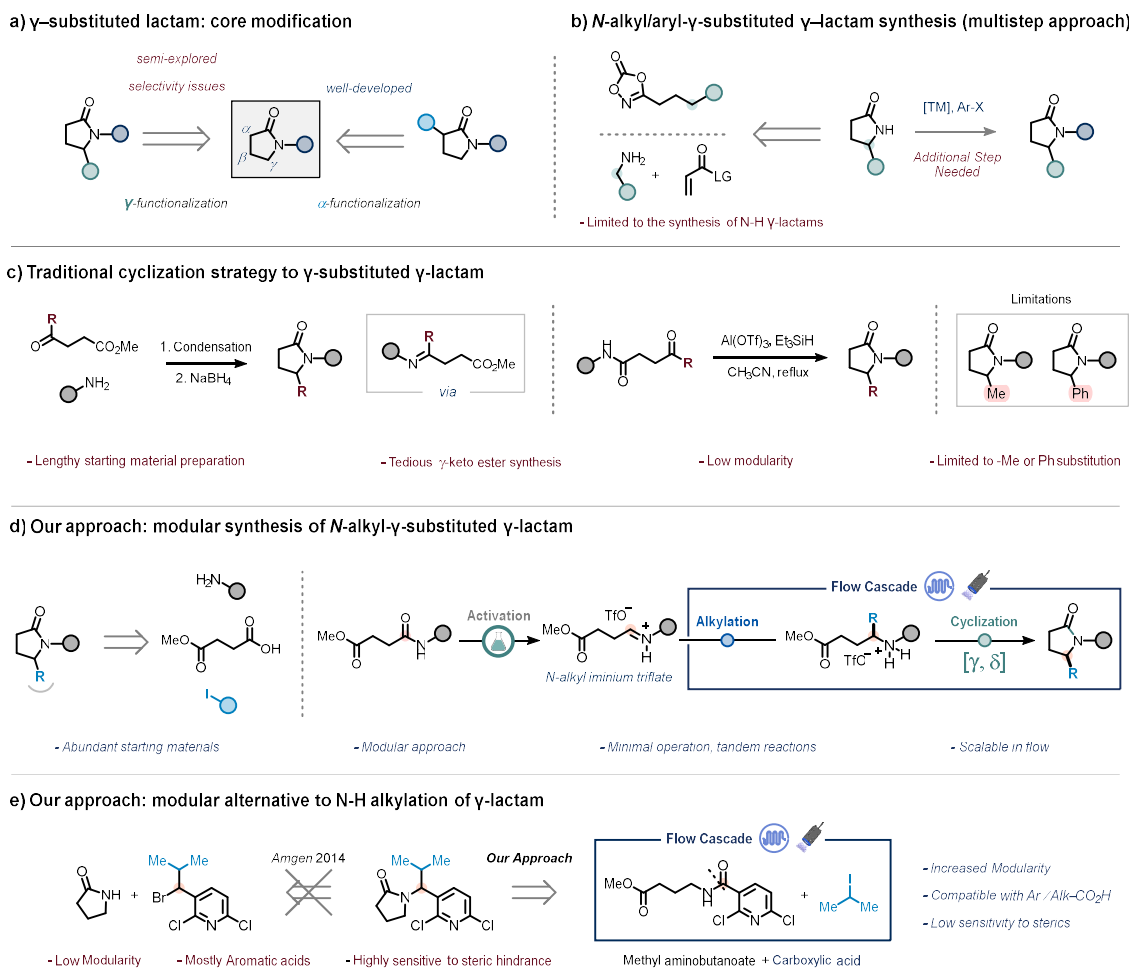 a) γ–substituted lactam: core modification
semi-explored
selectivity issues
well-developed
O
N
O
N
α
β
γ
O
N
γ-functionalization
α-functionalization
b) N-alkyl/aryl-γ-substituted γ–lactam synthesis (multistep approach)
O
O
O
N
NH2
+
O
LG
O
NH
[TM], Ar-X
Additional Step
Needed
O
N
- Limited to the synthesis of N-H γ-lactams
c) Traditional cyclization strategy to γ-substituted γ-lactam
R
O
CO2Me
NH2
1. Condensation
2. NaBH4
O
N
R
R
N
CO2Me
via
H
N
O
O
R
Al(OTf)3, Et3SiH
CH3CN, reflux
O
N
R
Limitations
O
N
Me
O
N
Ph
- Lengthy starting material preparation
- Tedious γ-keto ester synthesis
- Low modularity
- Limited to -Me or Ph substitution
d) Our approach: modular synthesis of N-alkyl-γ-substituted γ-lactam
O
N
R
H2N
MeO
O
O
OH
I
MeO
O
O
N
H
Activation
TfO−
MeO
O
+
N
H
N-alkyl iminium triflate
Flow Cascade
Alkylation
R
MeO
O
TfO−
+
N
H
H
Cyclization
[γ, δ]
O
N
R
- Abundant starting materials
- Modular approach
- Minimal operation, tandem reactions
- Scalable in flow
e) Our approach: modular alternative to N-H alkylation of γ-lactam
O
NH
+
Me
Me
Br
Cl
N
Cl
Amgen 2014
Me
Me
O
N
Cl
N
Cl
Our Approach
Flow Cascade
MeO
O
N
H
O
Cl
N
Cl
+
I
Me
Me
- Increased Modularity
- Compatible with Ar/Alk–CO2H
- Low sensitivity to sterics
- Low Modularity
- Mostly Aromatic acids
- Highly sensitive to steric hindrance
Methyl aminobutanoate + Carboxylic acid